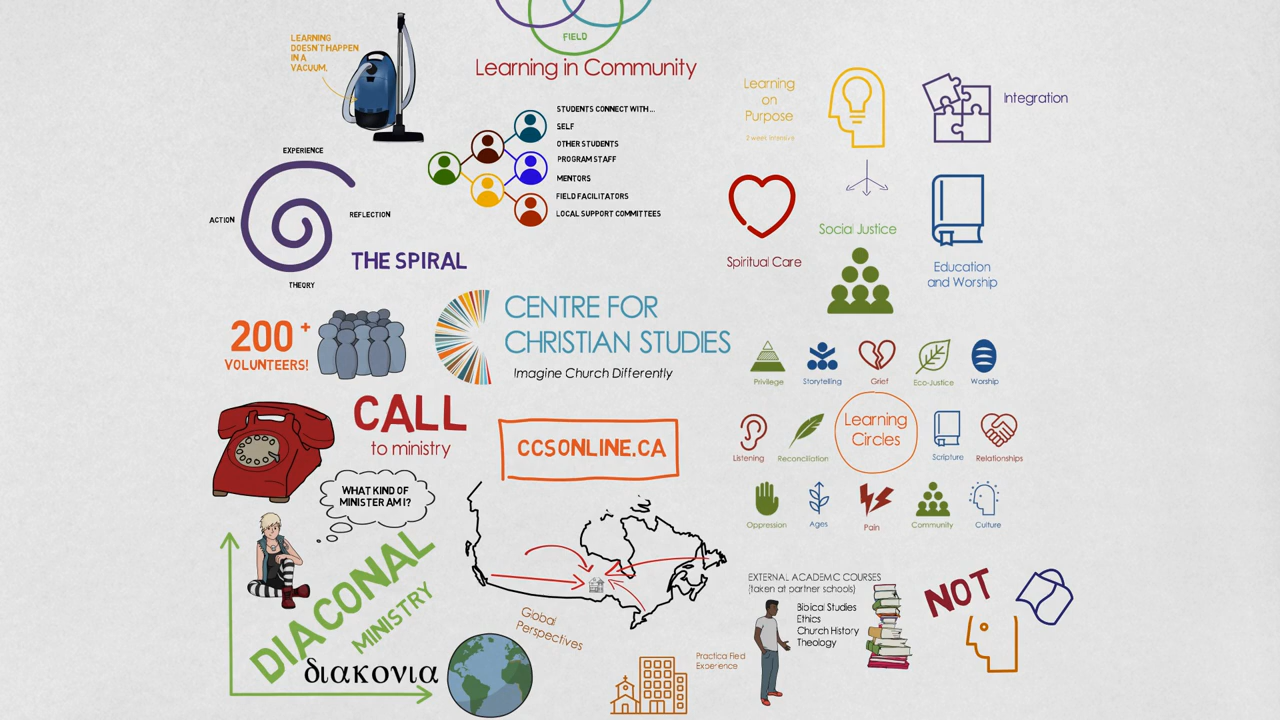 FIELD
Learning in Community
LEARNING
DOESN'T HAPPEN
IN A
VACUUM.
STUDENTS CONNECT WITH...
SELF
OTHER STUDENTS
PROGRAM STAFF
MENTORS
FIELD FACILITATORS
LOCAL SUPPORT COMMITTEES
EXPERIENCE
ACTION
REFLECTION
THEORY
THE SPIRAL
Learning
on
Purpose
2 week intensive
Integration
Spiritual Care
Social Justice
Education
and Worship
200+
VOLUNTEERS!
CENTRE FOR
CHRISTIAN STUDIES
Imagine Church Differently
Privilege
Storytelling
Grief
Eco-Justice
Worship
Listening
Reconciliation
Learning
Circles
Scripture
Relationships
Oppression
Ages
Pain
Community
Culture
CALL
to ministry
CCSONLINE.CA
WHAT KIND OF
MINISTER AM I?
DIACONAL
MINISTRY
διακονια
Global
Perspectives
Practical Field
Experience
EXTERNAL ACADEMIC COURSES
(taken at partner schools)
Biblical Studies
Ethics
Church History
Theology
NOT